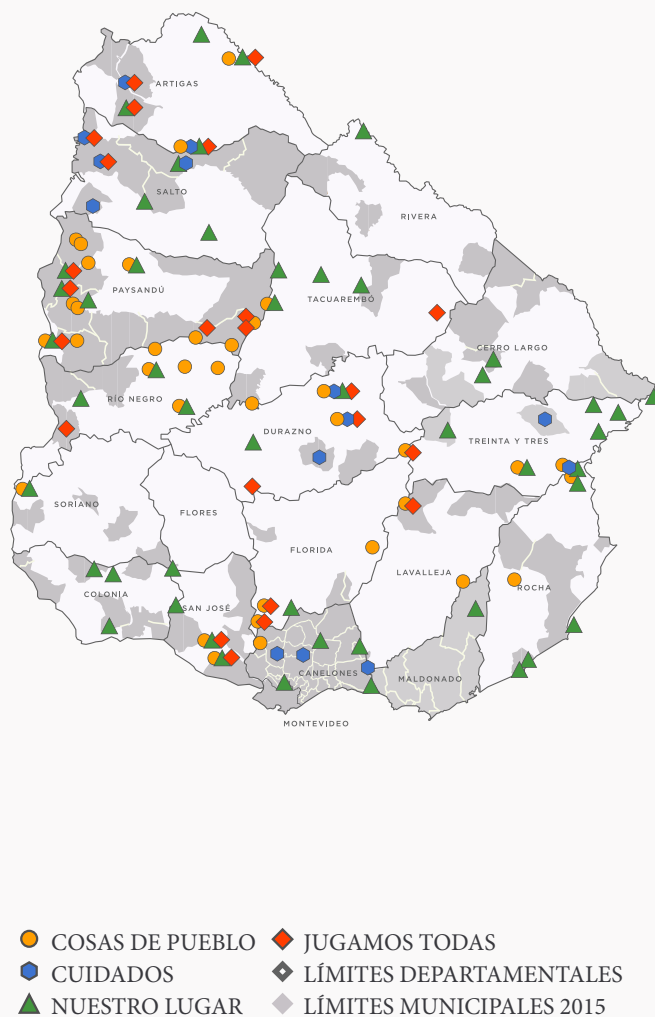 ARTIGAS
SALTO
RIVERA
PAYSANDÚ
TACUAREMBÓ
CERRO LARGO
RÍO NEGRO
DURAZNO
TREINTA Y TRES
SORIANO
FLORES
FLORIDA
LAVALLEJA
ROCHA
COLONÍA
SAN JOSÉ
CANELONES
MALDONADO
MONTEVIDEO
COSAS DE PUEBLO
JUGAMOS TODAS
CUIDADOS
LÍMITES DEPARTAMENTALES
NUESTRO LUGAR
LÍMITES MUNICIPALES 2015